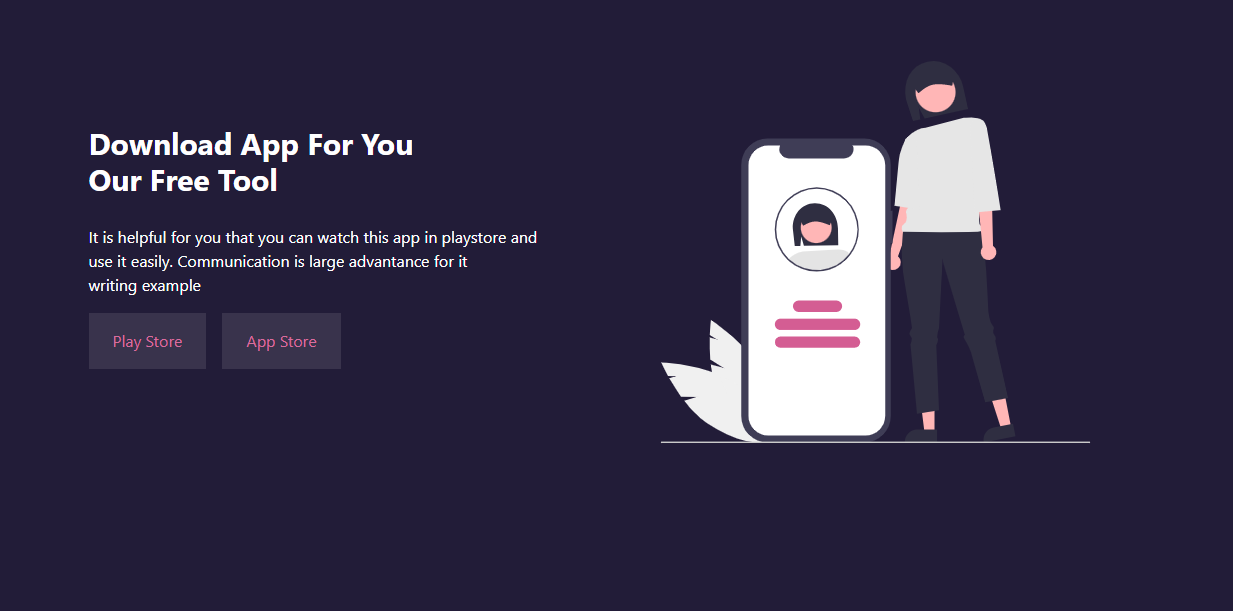 Download App For You
Our Free Tool
It is helpful for you that you can watch this app in playstore and
use it easily. Communication is large advantance for it
writing example
Play Store
App Store